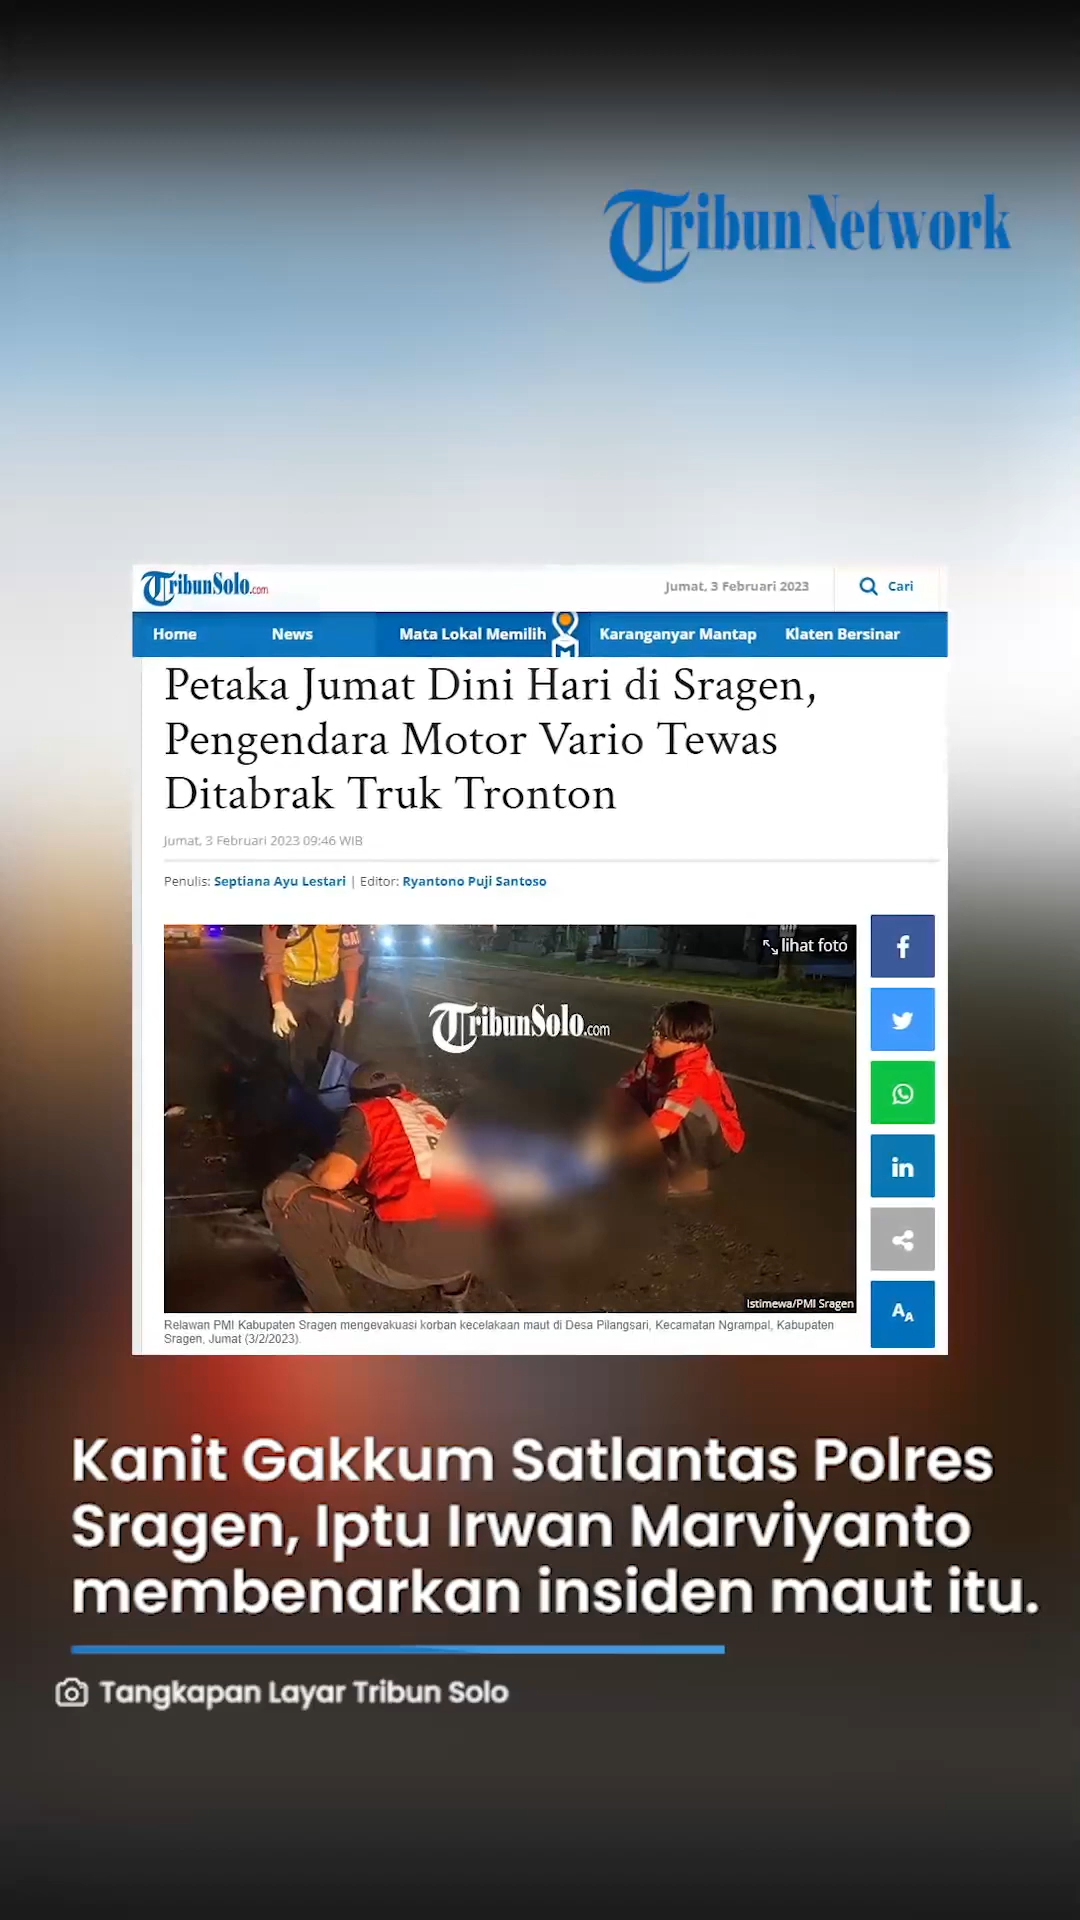 TribunNetwork
TribunSolo.com
Jumat, 3 Februari 2023
Cari
Home
News
Mata Lokal Memilih
Karanganyar Mantap
Klaten Bersinar
Petaka Jumat Dini Hari di Sragen,
Pengendara Motor Vario Tewas
Ditabrak Truk Tronton
Jumat, 3 Februari 2023 09:46 WIB
Penulis: Septiana Ayu Lestari | Editor: Ryantono Puji Santoso
lihat foto
TribunSolo.com
Istimewa/PMI Sragen
Relawan PMI Kabupaten Sragen mengevakuasi korban kecelakaan maut di Desa Pilangsari, Kecamatan Ngrampal, Kabupaten
Sragen, Jumat (3/2/2023).
Kanit Gakkum Satlantas Polres
Sragen, Iptu Irwan Marviyanto
membenarkan insiden maut itu.
Tangkapan Layar Tribun Solo